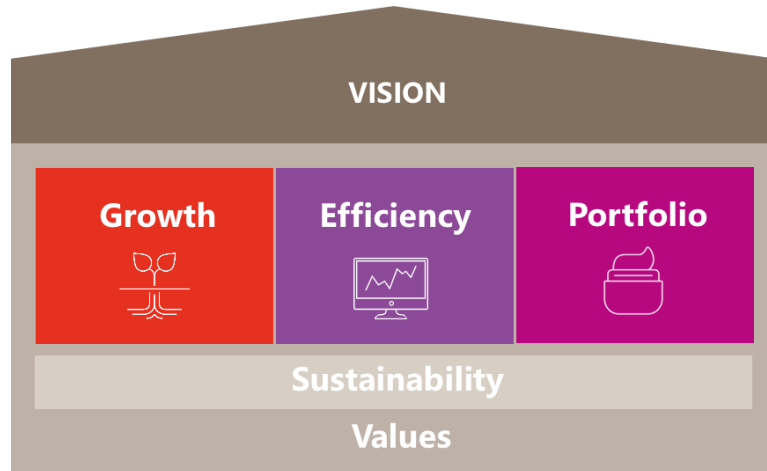 VISION
Growth
Efficiency
Portfolio
Sustainability
Values